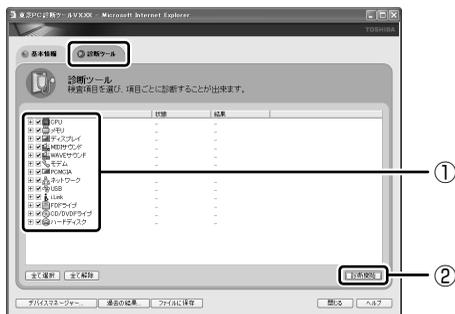 東芝PC診断ツールVX.XX - Microsoft Internet Explorer
TOSHIBA
基本情報
診断ツール
診断ツール
検査項目を選び、項目ごとに診断することが出来ます。
状態 結果
CPU - -
メモリ - -
ディスプレイ - -
MIDIサウンド - -
WAVEサウンド - -
モデム - -
PCMCIA - -
ネットワーク - -
USB - -
i.Link - -
FDドライブ - -
CD/DVDドライブ - -
ハードディスク - -
①
全て選択 全て解除 診断開始
②
デバイスマネージャー... 過去の結果... ファイルに保存 閉じる ヘルプ